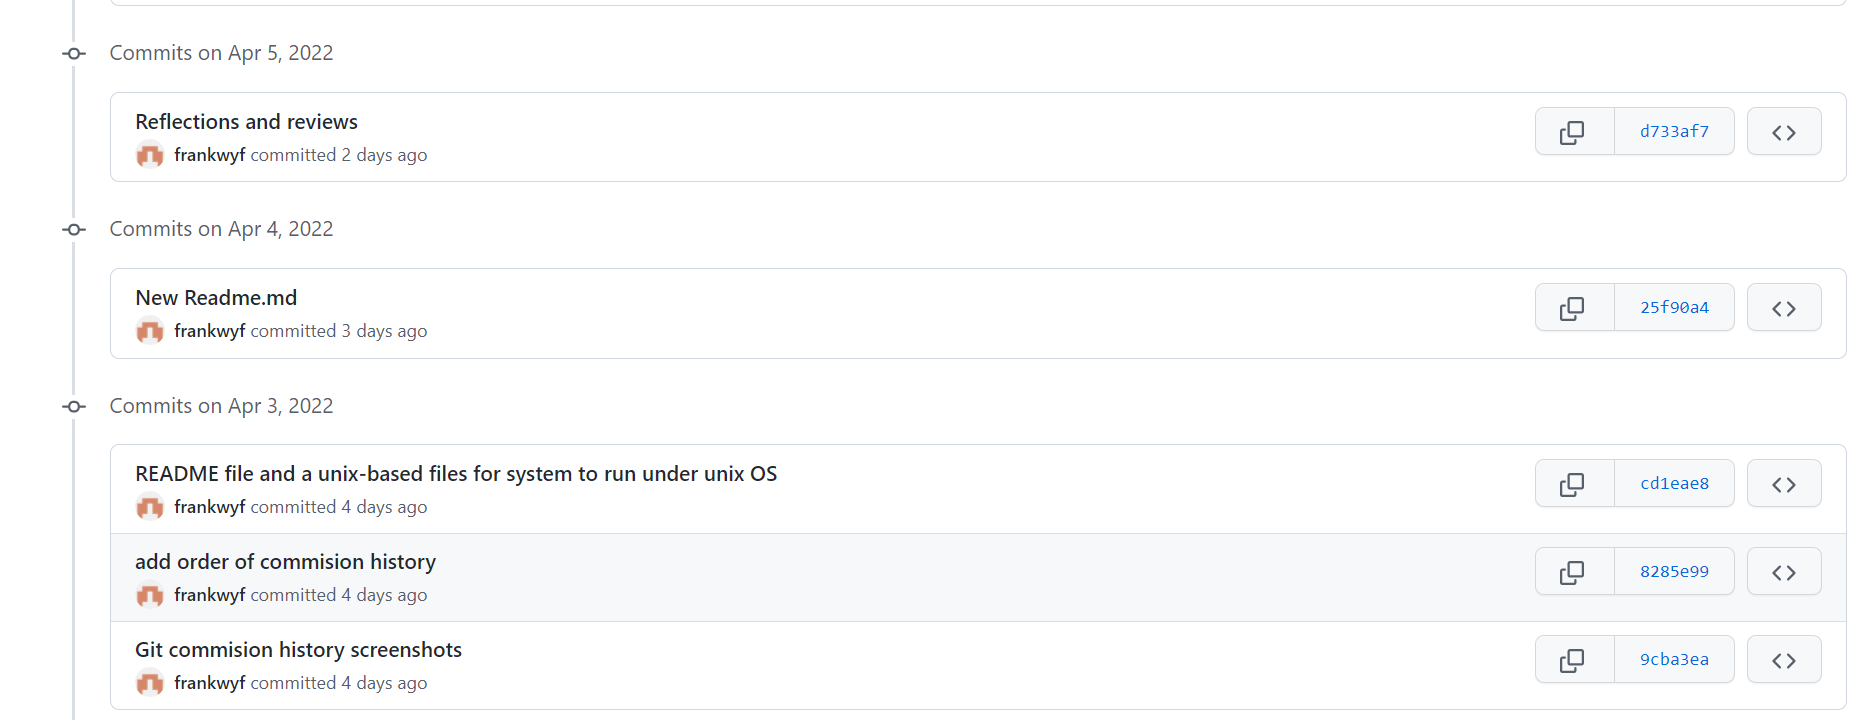 Commits on Apr 5, 2022
Reflections and reviews
d733af7
frankwyf committed 2 days ago
Commits on Apr 4, 2022
New Readme.md
25f90a4
frankwyf committed 3 days ago
Commits on Apr 3, 2022
README file and a unix-based files for system to run under unix OS
cd1eae8
frankwyf committed 4 days ago
add order of commision history
8285e99
frankwyf committed 4 days ago
Git commision history screenshots
9cba3ea
frankwyf committed 4 days ago